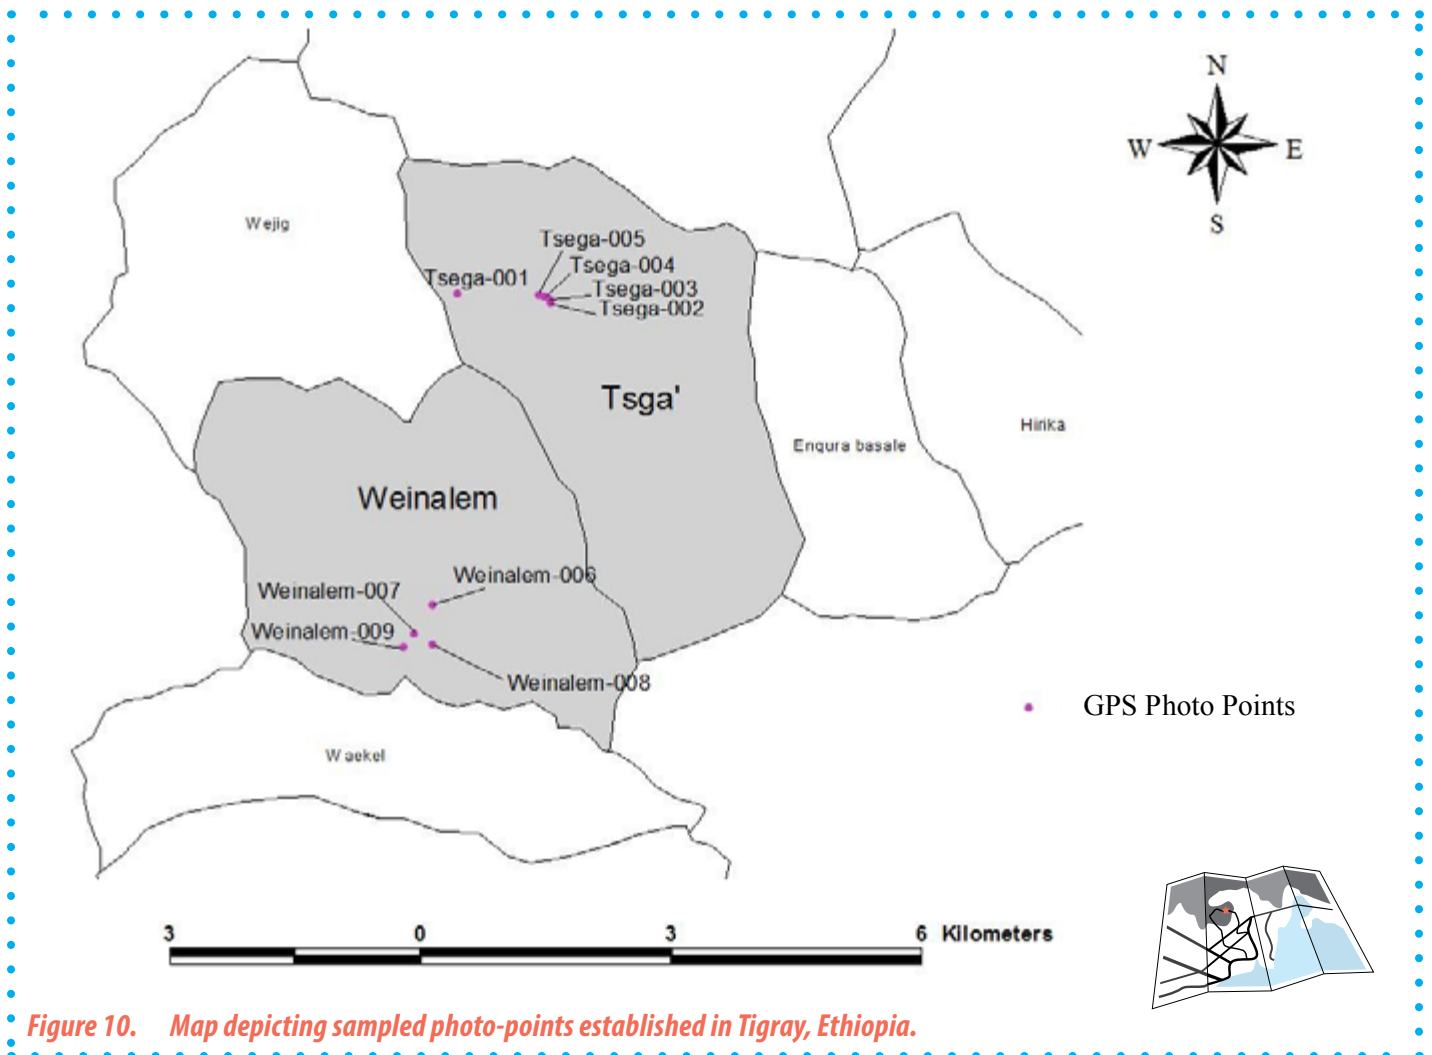 N
W E
S
Wejig
Tsega-005
Tsega-004
Tsega-001
Tsega-003
Tsega-002
Tsga'
Hirika
Enqura basale
Weinalem
Weinalem-006
Weinalem-007
Weinalem-009
Weinalem-008
GPS Photo Points
Waekel
3 0 3 6 Kilometers
Figure 10. Map depicting sampled photo-points established in Tigray, Ethiopia.